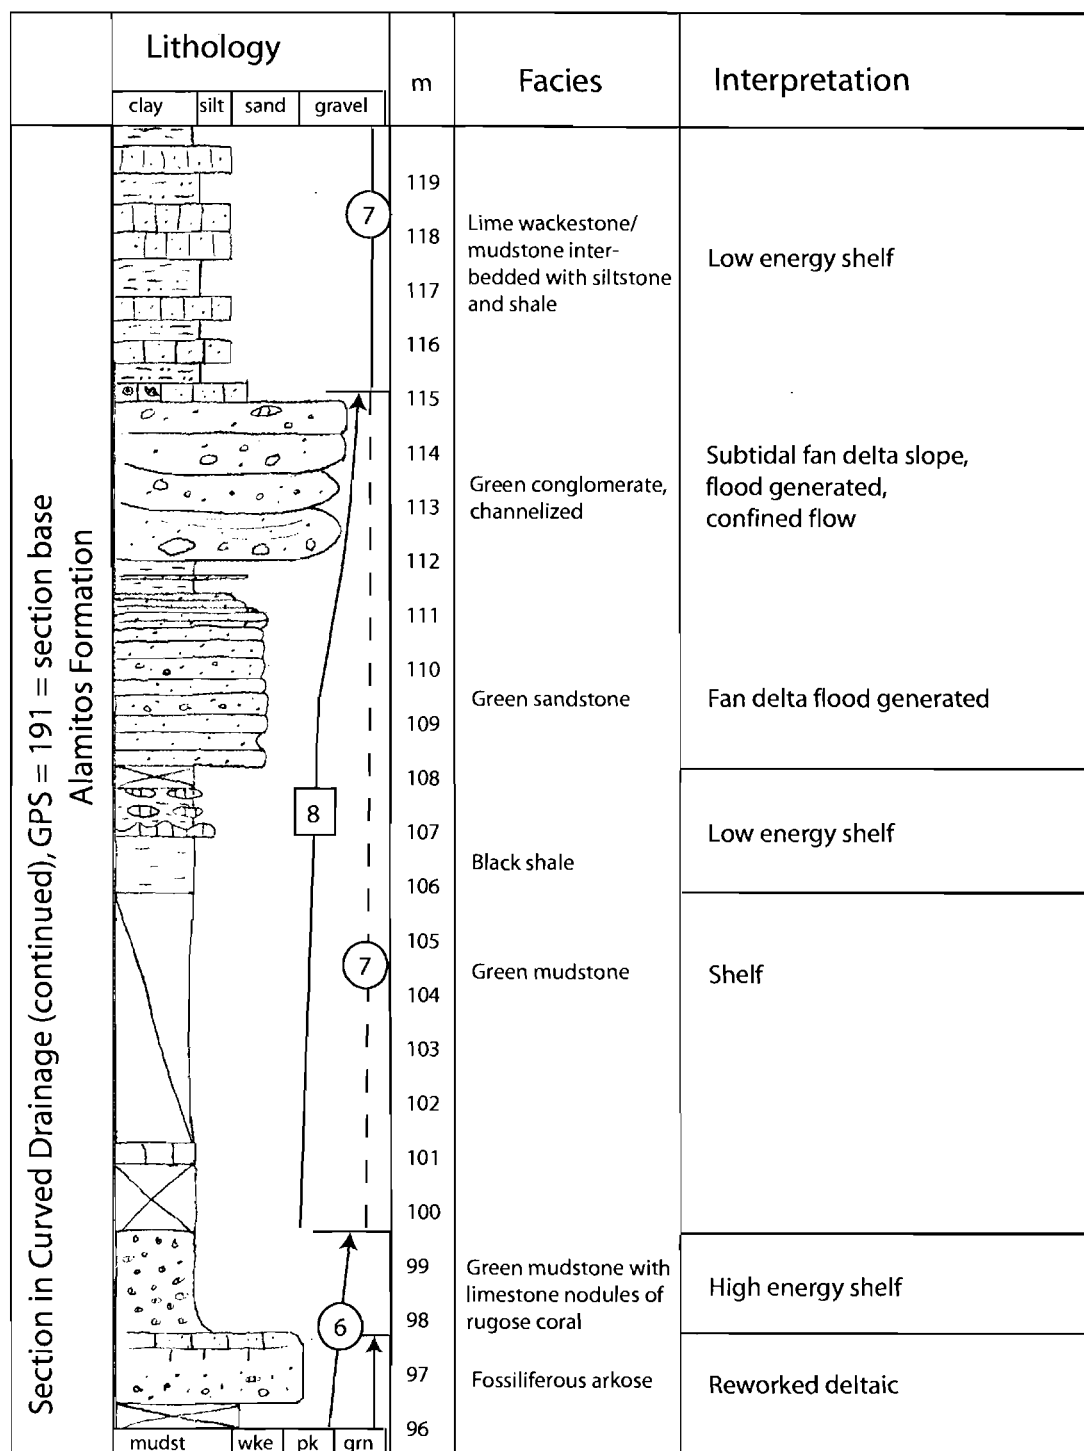 Lithology
m
Facies
Interpretation
clay silt sand gravel
Section in Curved Drainage (continued), GPS = 191 = section base
Alamitos Formation
119
7
118
Lime wackestone/
mudstone inter-
bedded with siltstone
and shale
Low energy shelf
117
116
115
114
Green conglomerate,
channelized
Subtidal fan delta slope,
flood generated,
confined flow
113
112
111
110
Green sandstone
Fan delta flood generated
109
108
8
107
Low energy shelf
Black shale
106
105
7
Green mudstone
Shelf
104
103
102
101
100
99
Green mudstone with
limestone nodules of
rugose coral
High energy shelf
98
6
97
Fossiliferous arkose
Reworked deltaic
96
mudst wke pk grn